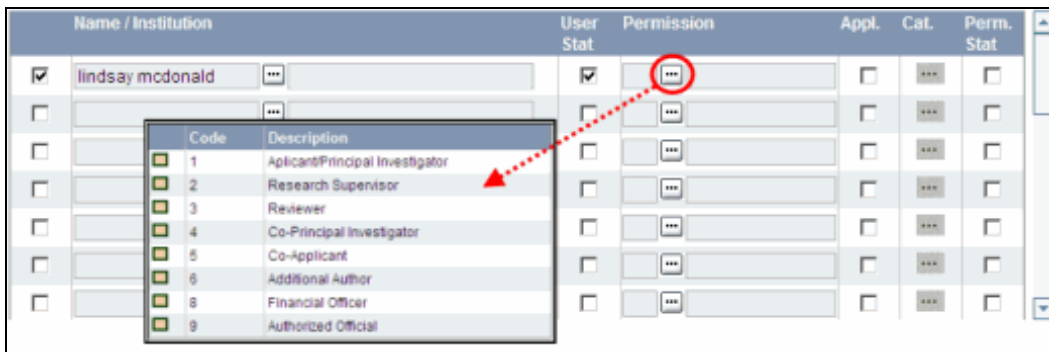 Name / Institution User Stat Permission Appl. Cat. Perm. Stat
lindsay mcdonald
Code Description
1 Aplicant/Principal Investigator
2 Research Supervisor
3 Reviewer
4 Co-Principal Investigator
5 Co-Applicant
6 Additional Author
8 Financial Officer
9 Authorized Official